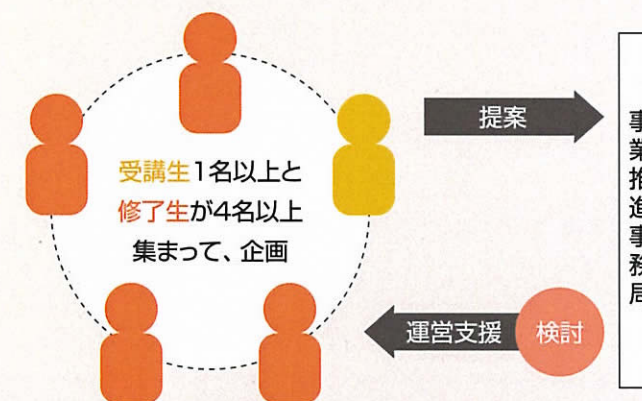 受講生1名以上と
修了生が4名以上
集まって、企画
提案
運営支援
検討
事業推進事務局